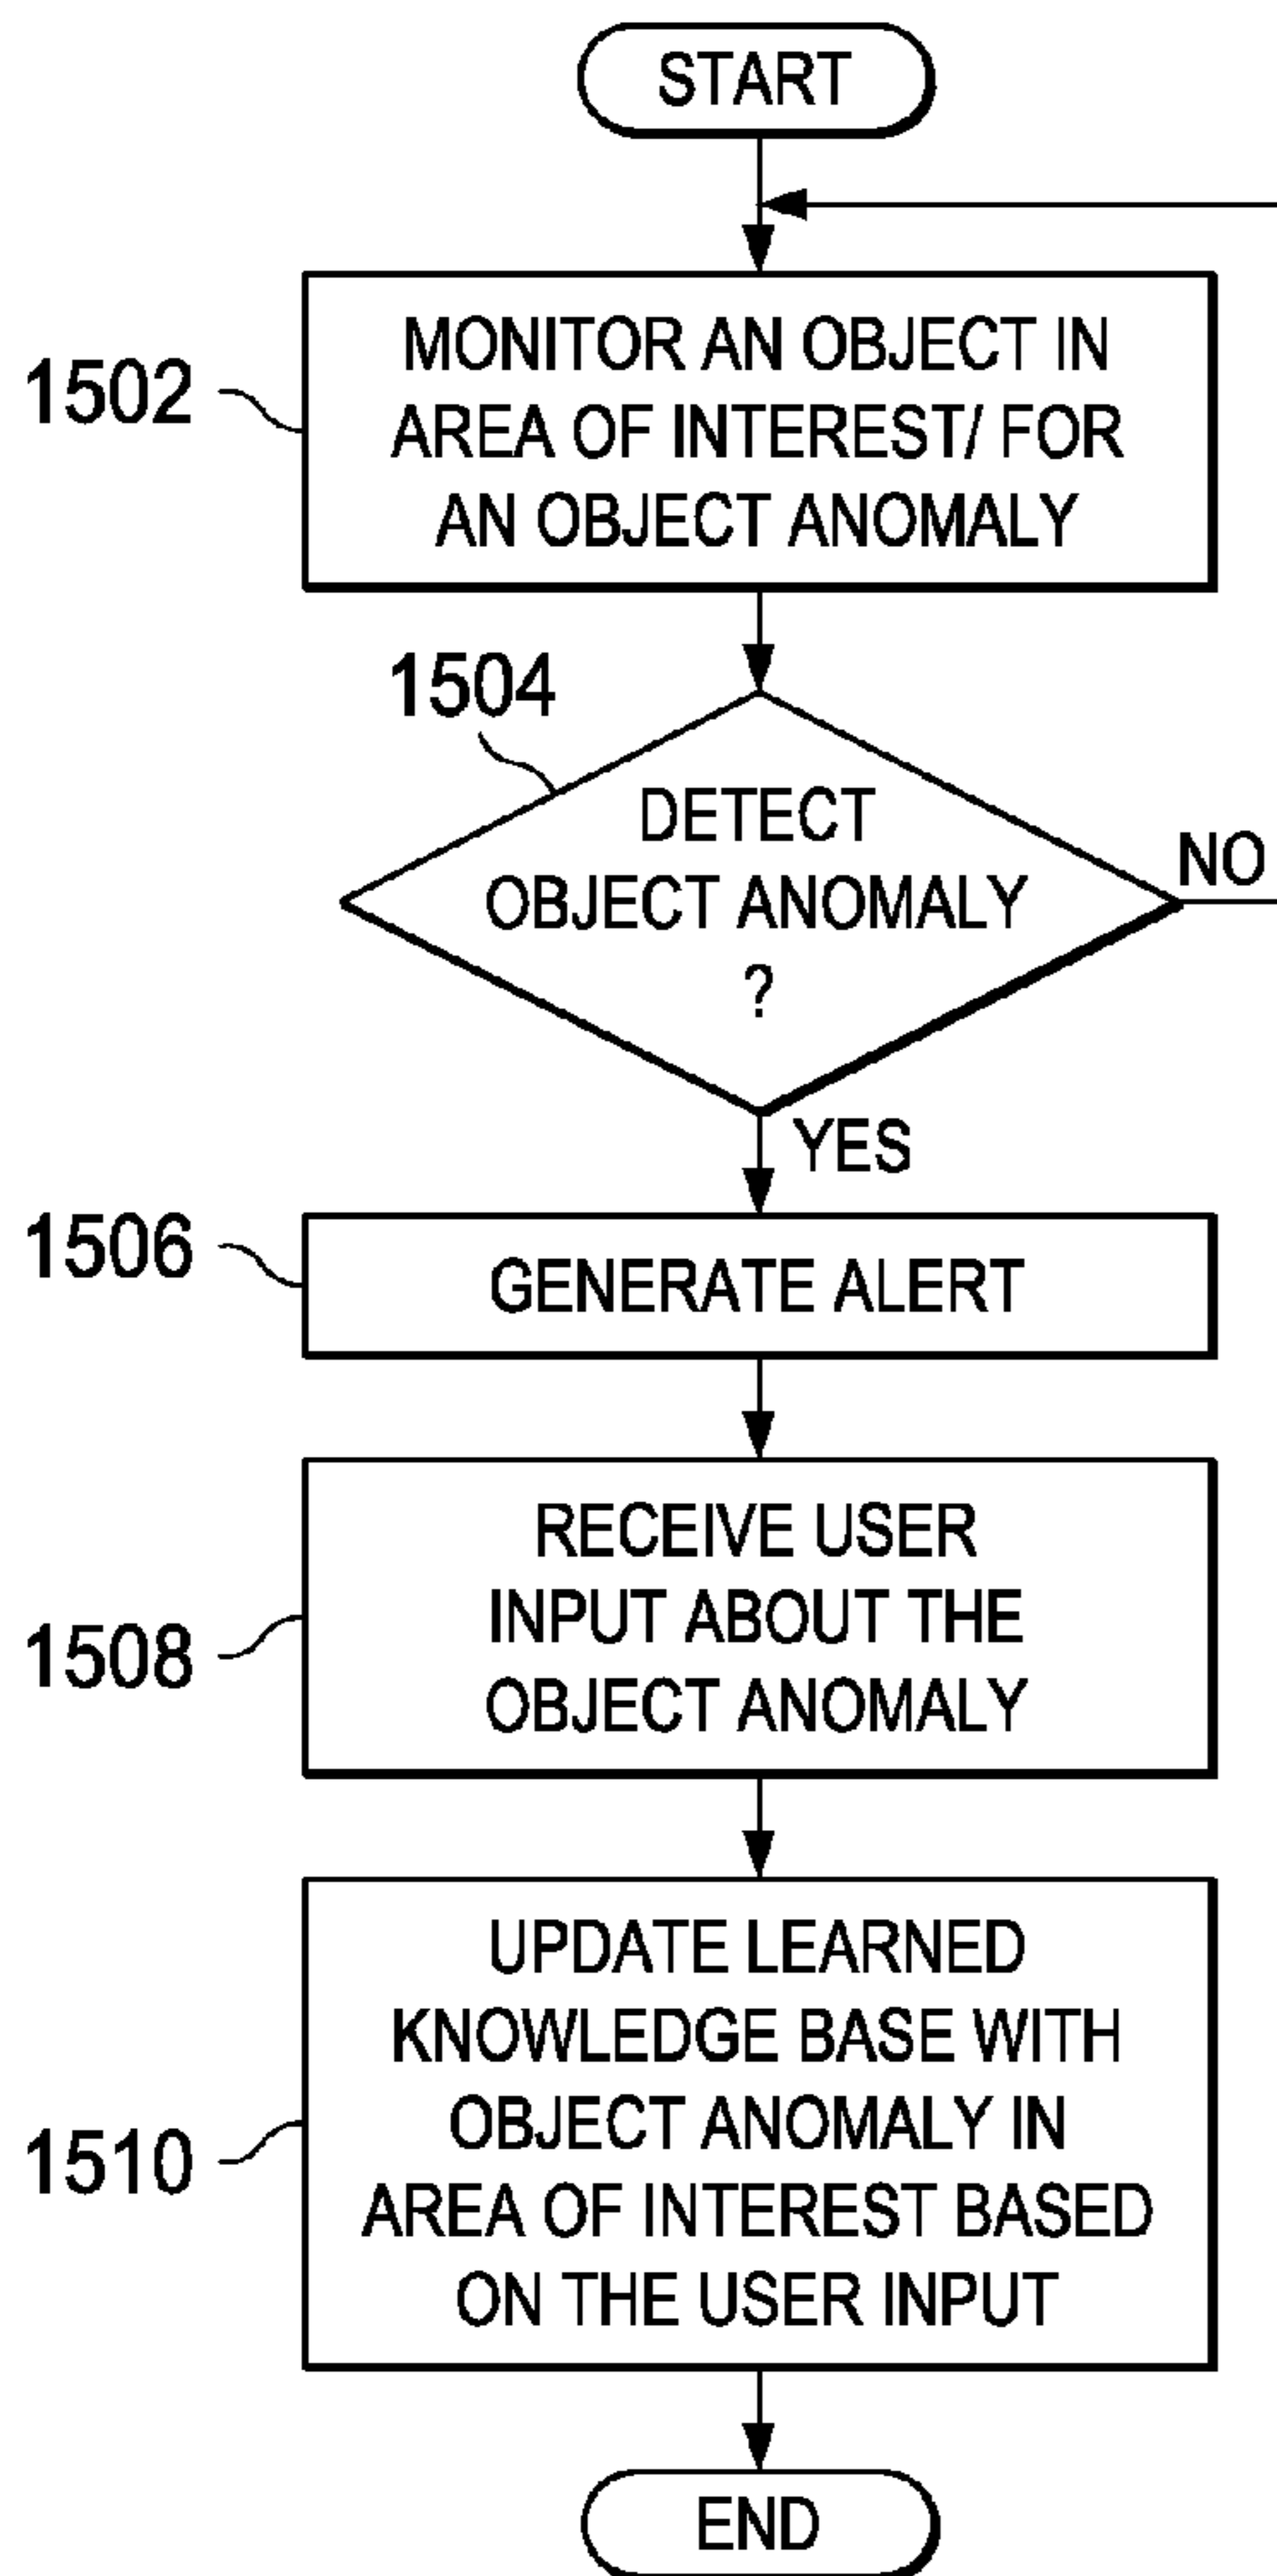 START
1502
MONITOR AN OBJECT IN
AREA OF INTEREST/ FOR
AN OBJECT ANOMALY
1504
DETECT
OBJECT ANOMALY
?
NO
YES
1506
GENERATE ALERT
1508
RECEIVE USER
INPUT ABOUT THE
OBJECT ANOMALY
1510
UPDATE LEARNED
KNOWLEDGE BASE WITH
OBJECT ANOMALY IN
AREA OF INTEREST BASED
ON THE USER INPUT
END